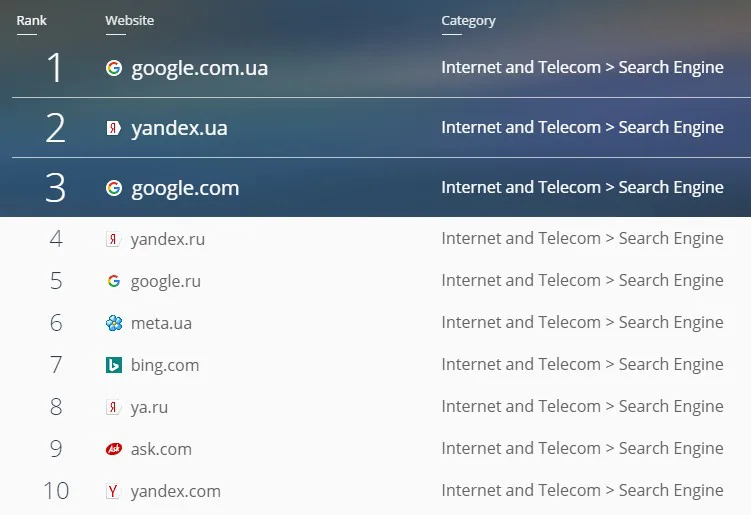 Rank Website Category
1 google.com.ua Internet and Telecom > Search Engine
2 yandex.ua Internet and Telecom > Search Engine
3 google.com Internet and Telecom > Search Engine
4 yandex.ru Internet and Telecom > Search Engine
5 google.ru Internet and Telecom > Search Engine
6 meta.ua Internet and Telecom > Search Engine
7 bing.com Internet and Telecom > Search Engine
8 ya.ru Internet and Telecom > Search Engine
9 ask.com Internet and Telecom > Search Engine
10 yandex.com Internet and Telecom > Search Engine